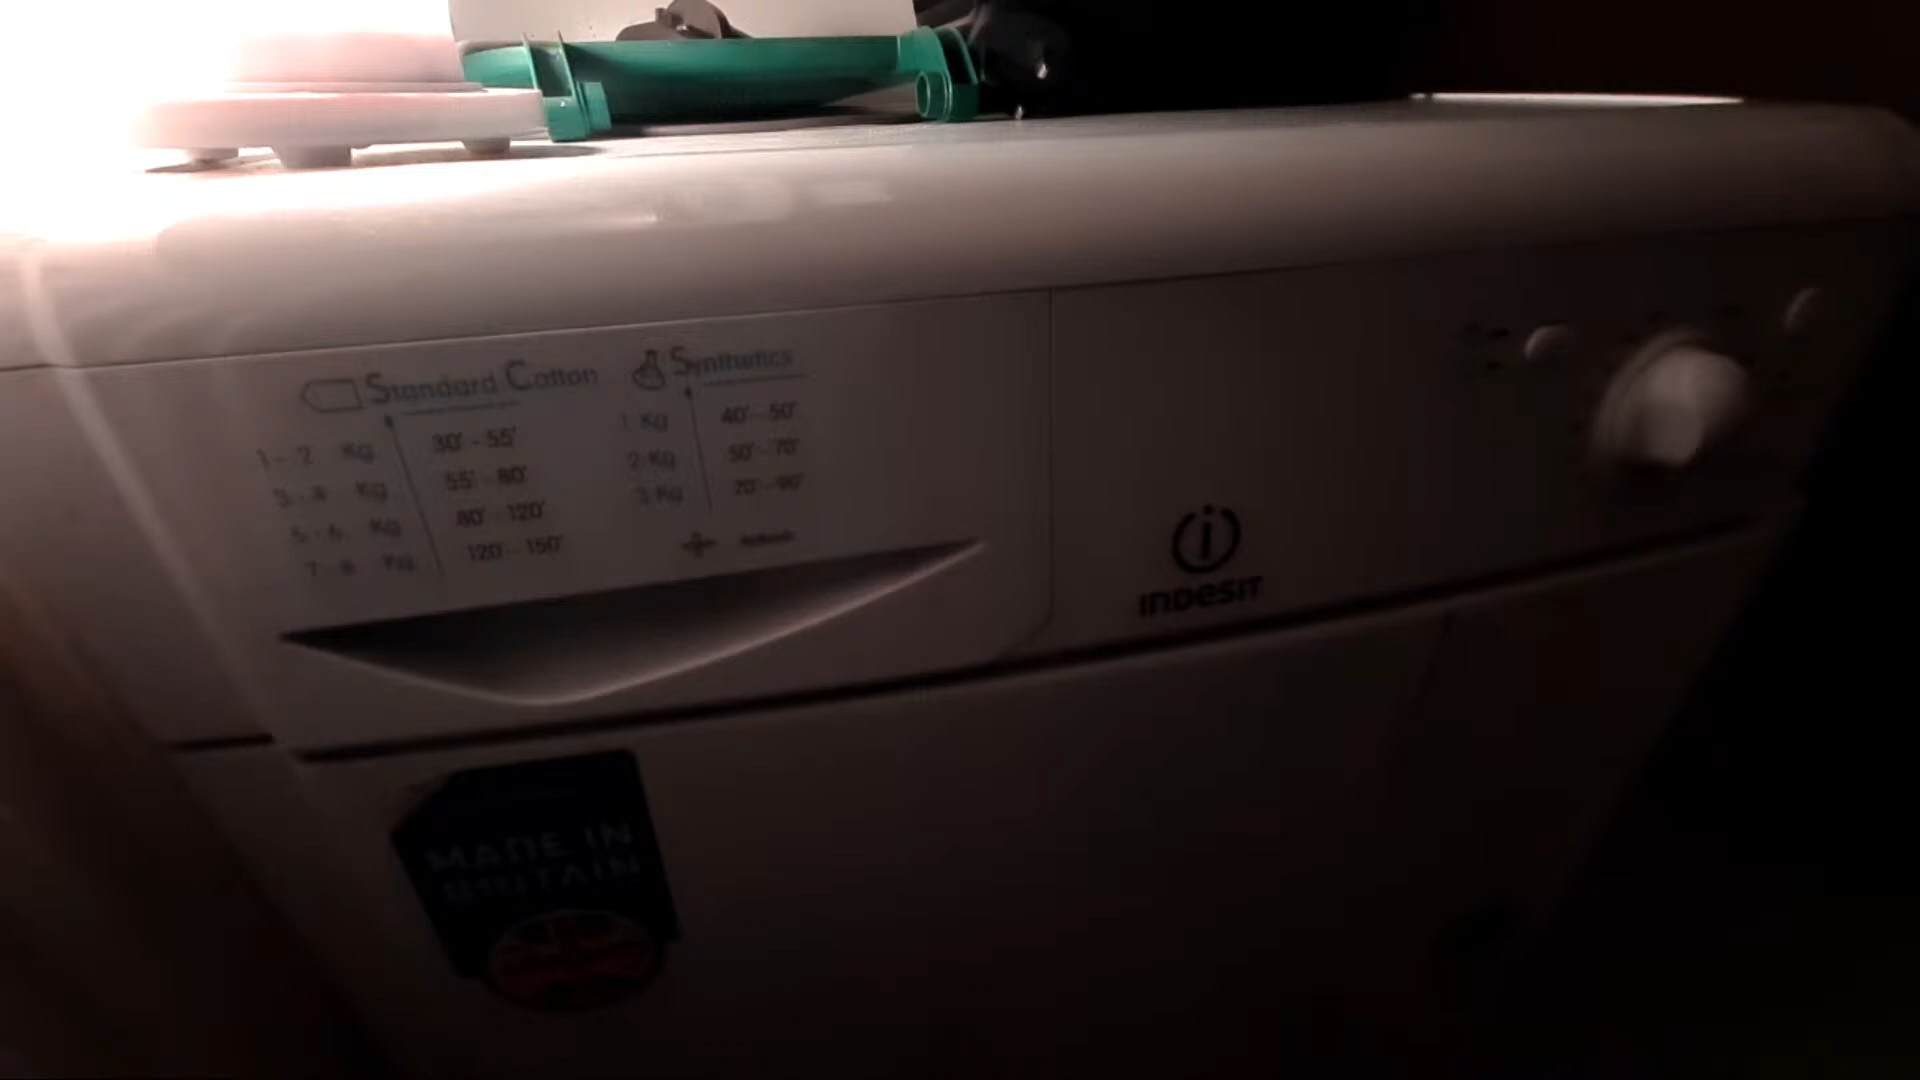 Standard Cotton
1 - 2 Kg 30' - 55'
3 - 4 Kg 55' - 80'
5 - 6 Kg 80' - 120'
7 - 8 Kg 120' - 150'
Synthetics
1 Kg 40' - 50'
2 Kg 50' - 70'
3 Kg 70' - 90'
INDESIT
MADE IN
BRITAIN